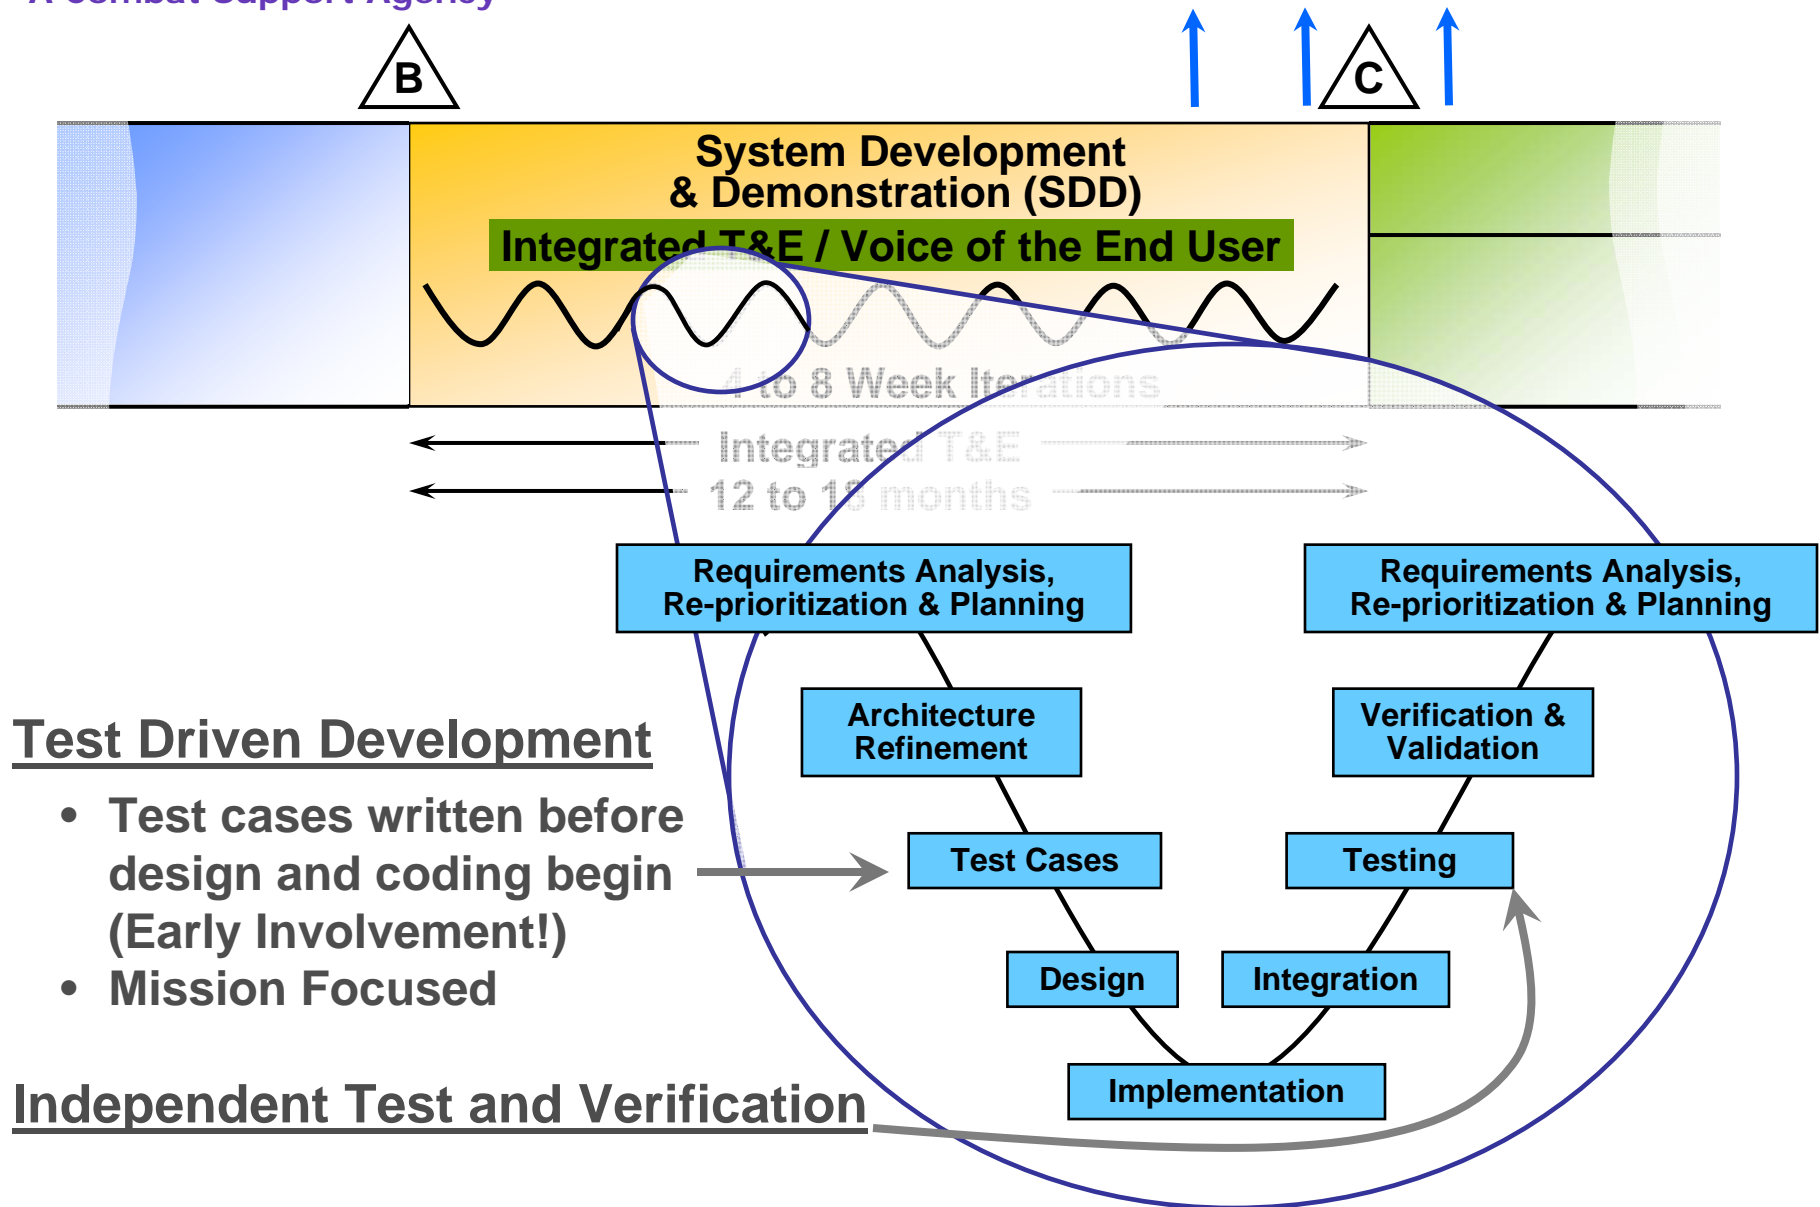 A Combat Support Agency
B
C
System Development
& Demonstration (SDD)
Integrated T&E / Voice of the End User
4 to 8 Week Iterations
Integrated T&E
12 to 18 months
Requirements Analysis,
Re-prioritization & Planning
Requirements Analysis,
Re-prioritization & Planning
Architecture
Refinement
Verification &
Validation
Test Driven Development
• Test cases written before
design and coding begin
(Early Involvement!)
• Mission Focused
Test Cases
Testing
Design
Integration
Implementation
Independent Test and Verification